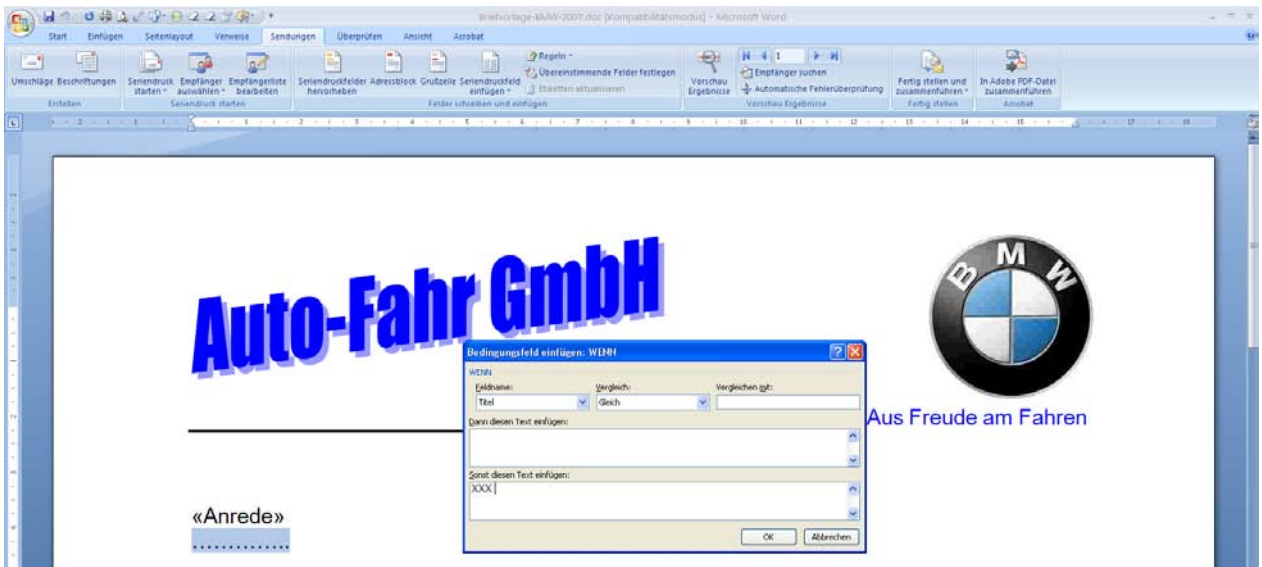 Briefvorlage-BMW-2007.doc [Kompatibilitätsmodus] - Microsoft Word
Start Einfügen Seitenlayout Verweise Sendungen Überprüfen Ansicht Acrobat
Umschläge Beschriftungen
Erstellen
Seriendruck starten
Empfänger auswählen
Empfängerliste bearbeiten
Seriendruck starten
Seriendruckfelder hervorheben
Adressblock
Grußzeile
Seriendruckfeld einfügen
Regeln
Übereinstimmende Felder festlegen
Etiketten aktualisieren
Felder schreiben und einfügen
Vorschau Ergebnisse
1
Empfänger suchen
Automatische Fehlerüberprüfung
Vorschau Ergebnisse
Fertig stellen und zusammenführen
Fertig stellen
In Adobe PDF-Datei zusammenführen
Acrobat
Auto-Fahr GmbH
BMW
Aus Freude am Fahren
Bedingungsfeld einfügen: WENN
WENN
Feldname: Vergleich: Vergleichen mit:
Titel Gleich
Dann diesen Text einfügen:
Sonst diesen Text einfügen:
XXX
OK Abbrechen
«Anrede»
..............